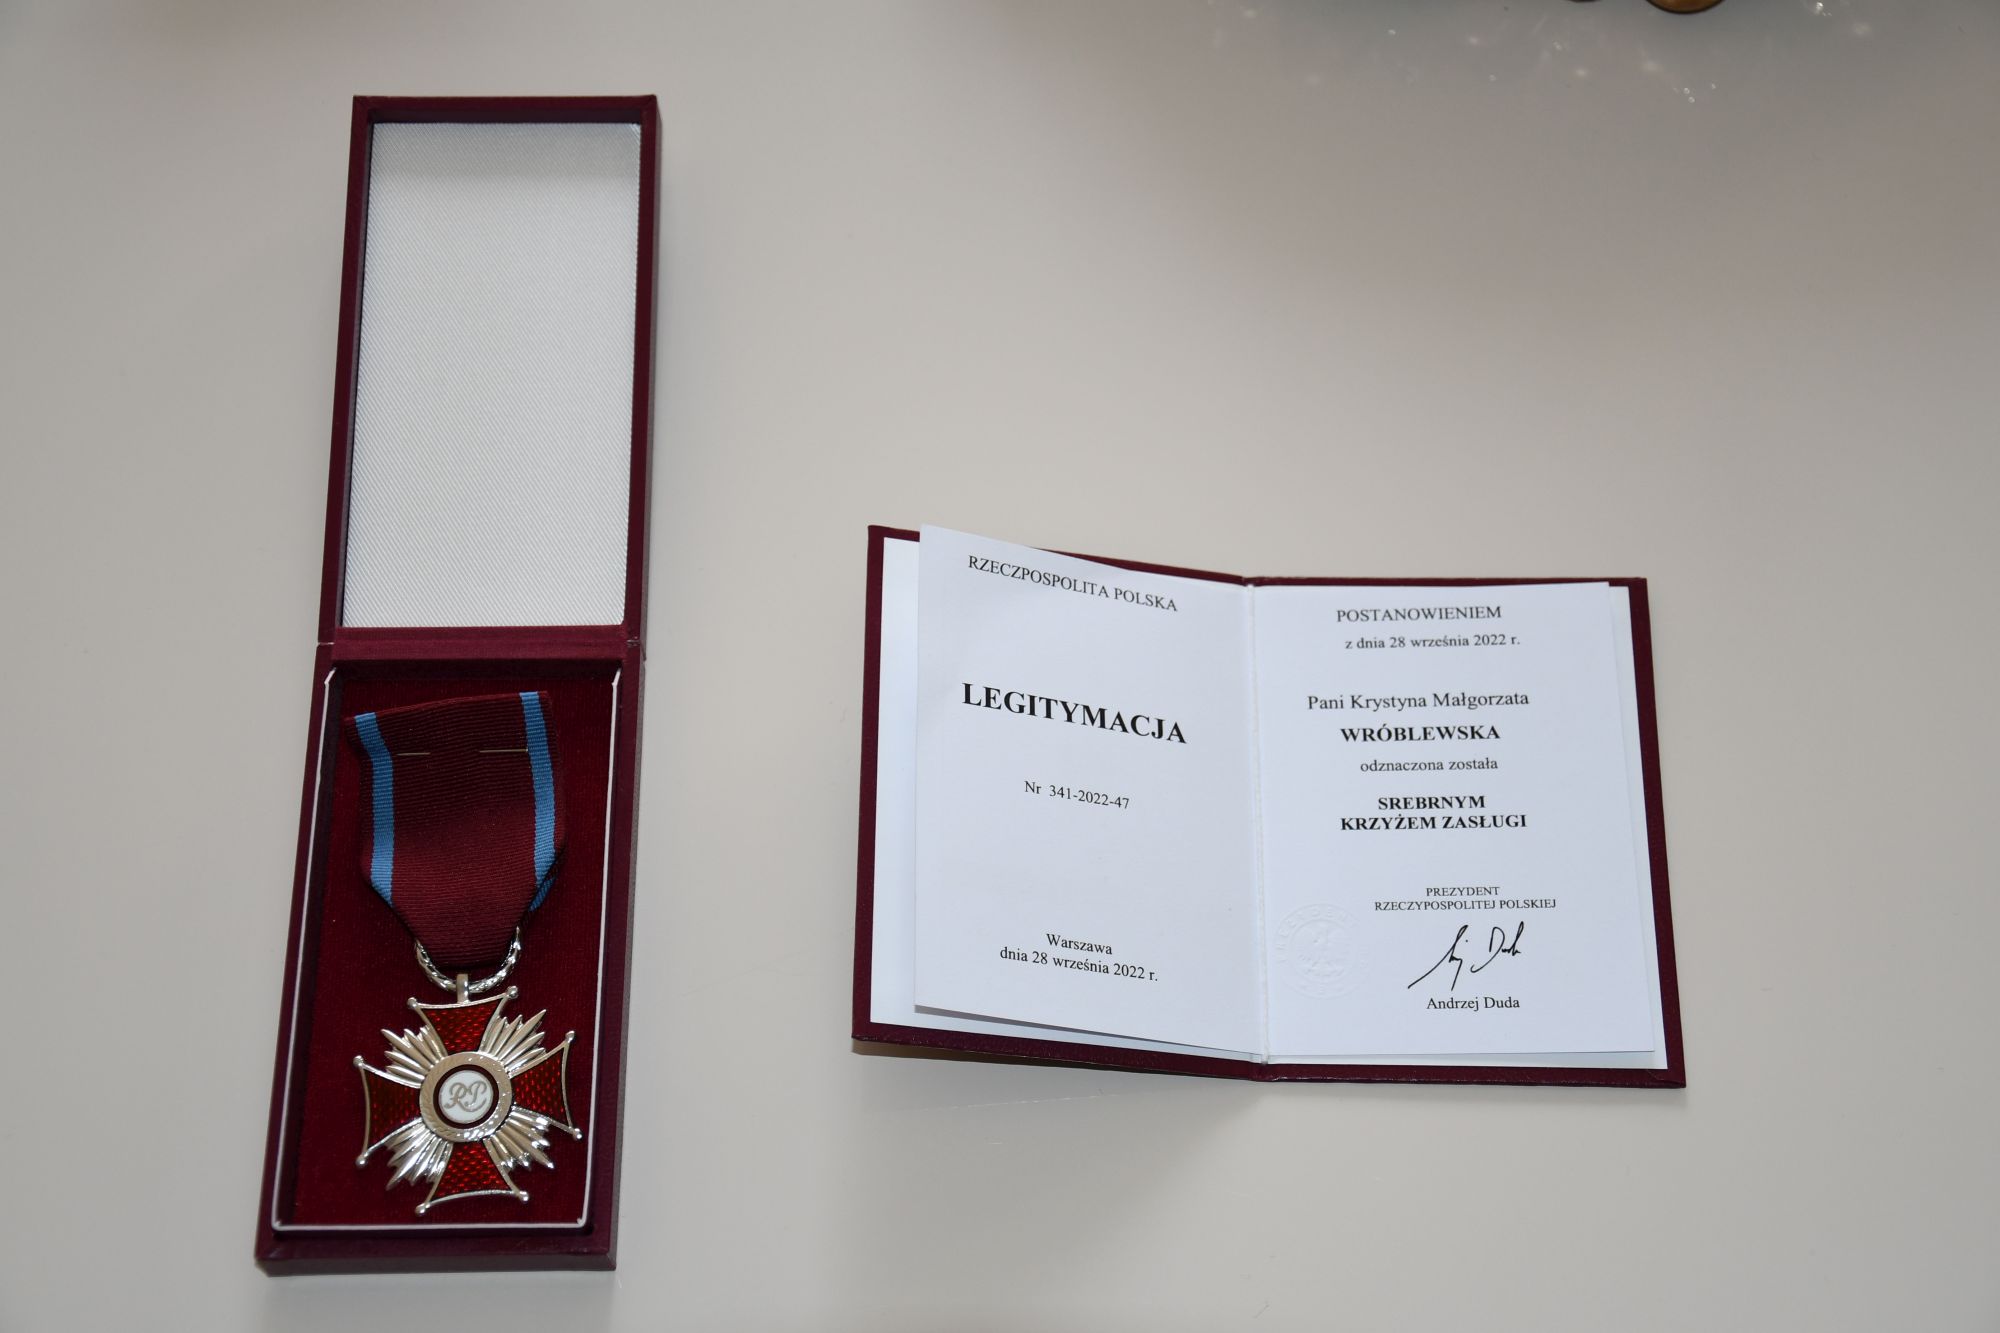 RP
RZECZPOSPOLITA POLSKA
LEGITYMACJA
Nr 341-2022-47
Warszawa
dnia 28 września 2022 r.
POSTANOWIENIEM
z dnia 28 września 2022 r.
Pani Krystyna Małgorzata
WRÓBLEWSKA
odznaczona została
SREBRNYM
KRZYŻEM ZASŁUGI
PREZYDENT
RZECZYPOSPOLITEJ POLSKIEJ
Andrzej Duda